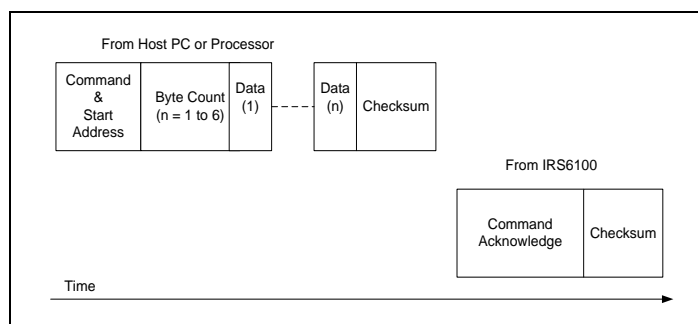 From Host PC or Processor
Command
&
Start
Address
Byte Count
(n = 1 to 6)
Data
(1)
Data
(n)
Checksum
From IRS6100
Command
Acknowledge
Checksum
Time